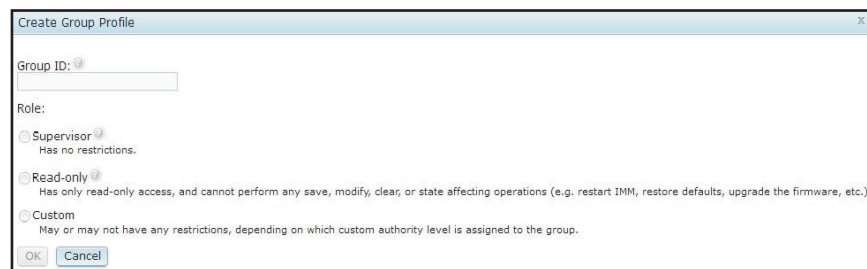 Create Group Profile
x
Group ID:
Role:
Supervisor
Has no restrictions.
Read-only
Has only read-only access, and cannot perform any save, modify, clear, or state affecting operations (e.g. restart IMM, restore defaults, upgrade the firmware, etc.)
Custom
May or may not have any restrictions, depending on which custom authority level is assigned to the group.
OK Cancel